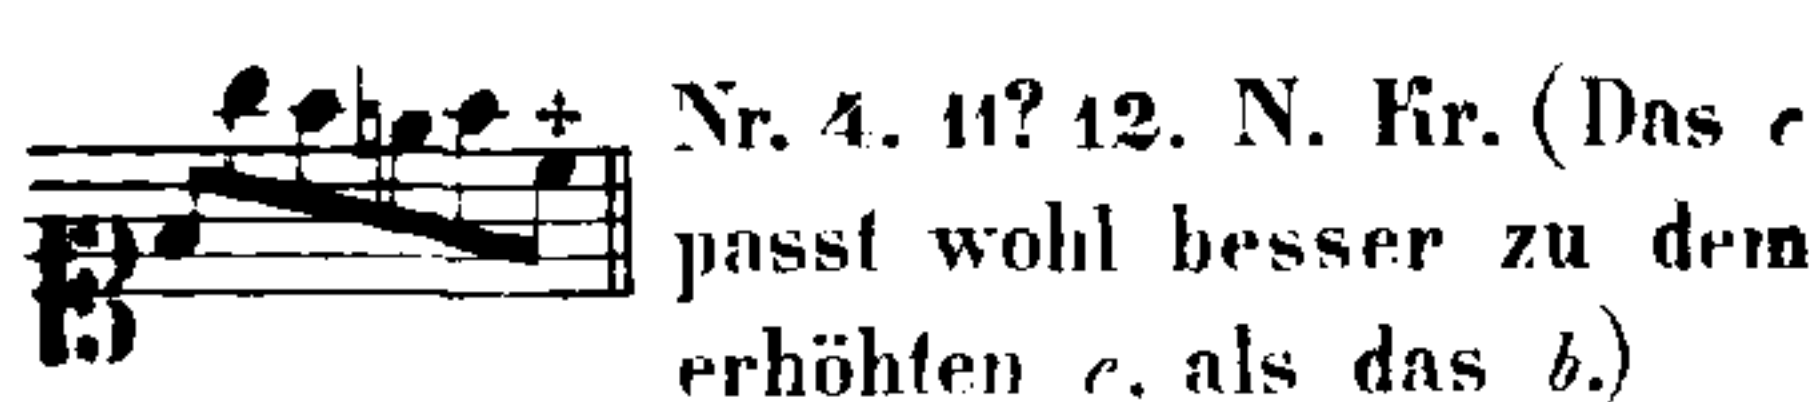 Nr. 4. 11? 12. N. Kr. (Das c
passt wohl besser zu dem
erhöhten c. als das b.)